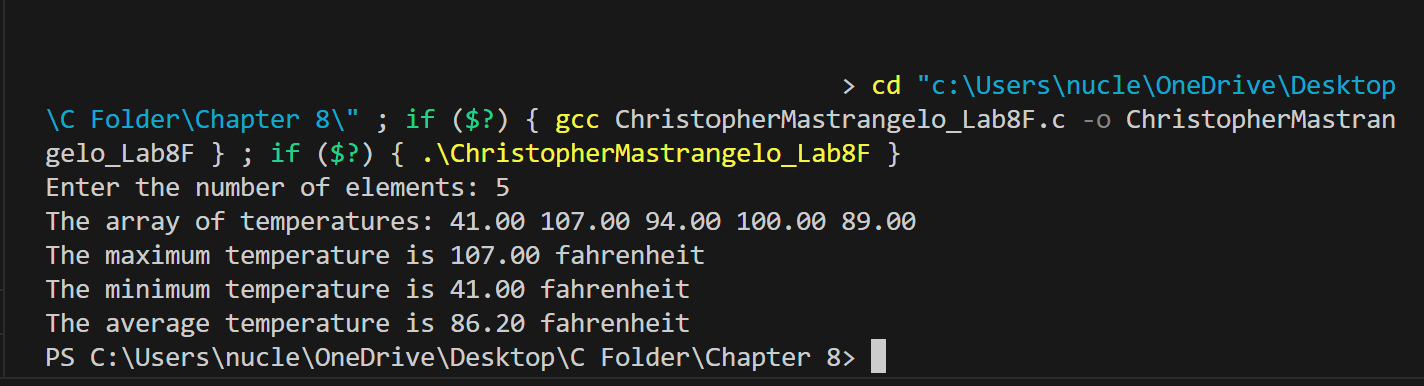 > cd "c:\Users\nucle\OneDrive\Desktop
\C Folder\Chapter 8\" ; if ($?) { gcc ChristopherMastrangelo_Lab8F.c -o ChristopherMastran
gelo_Lab8F } ; if ($?) { .\ChristopherMastrangelo_Lab8F }
Enter the number of elements: 5
The array of temperatures: 41.00 107.00 94.00 100.00 89.00
The maximum temperature is 107.00 fahrenheit
The minimum temperature is 41.00 fahrenheit
The average temperature is 86.20 fahrenheit
PS C:\Users\nucle\OneDrive\Desktop\C Folder\Chapter 8>